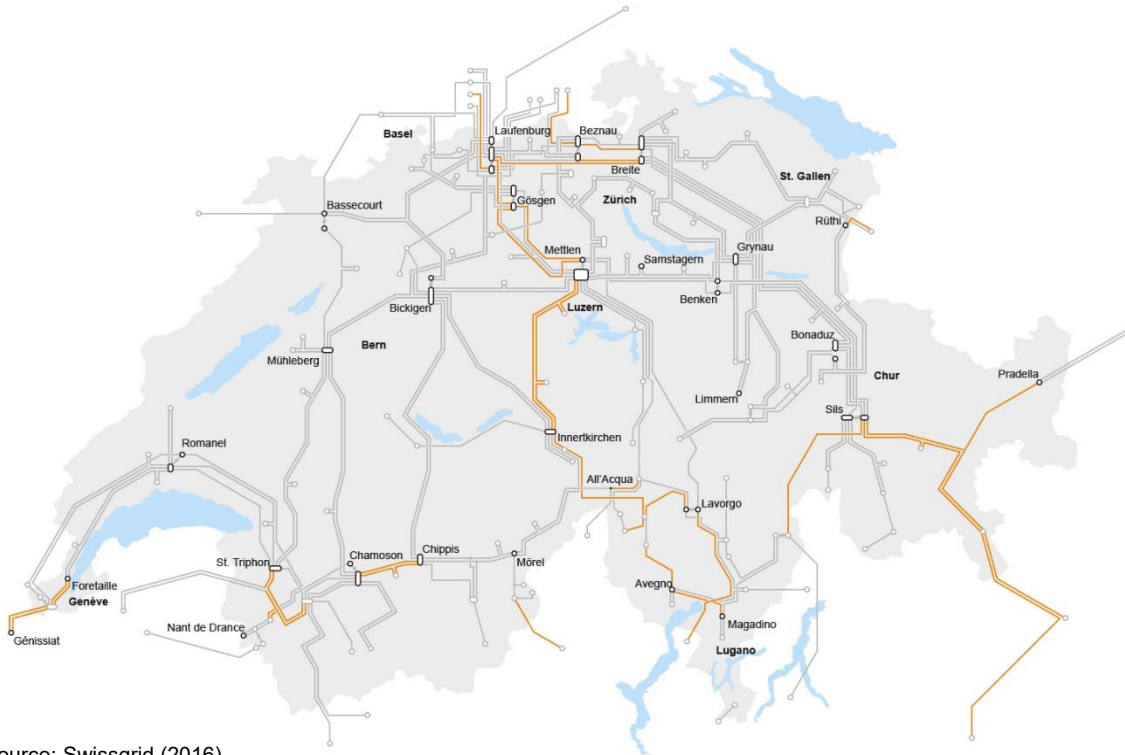 Laufenburg
Beznau
Basel
Breite
St. Gallen
Zürich
Gösgen
Bassecourt
Rüthi
Mettlen
Samstagern
Grynau
Benken
Bickigen
Luzern
Bonaduz
Bern
Mühleberg
Chur
Pradella
Limmern
Sils
Innertkirchen
Romanel
All'Acqua
Lavorgo
Chamoson
Chippis
Mörel
St. Triphon
Foretaille
Avegno
Genève
Magadino
Nant de Drance
Génissiat
Lugano
ource: Swissgrid (2016)